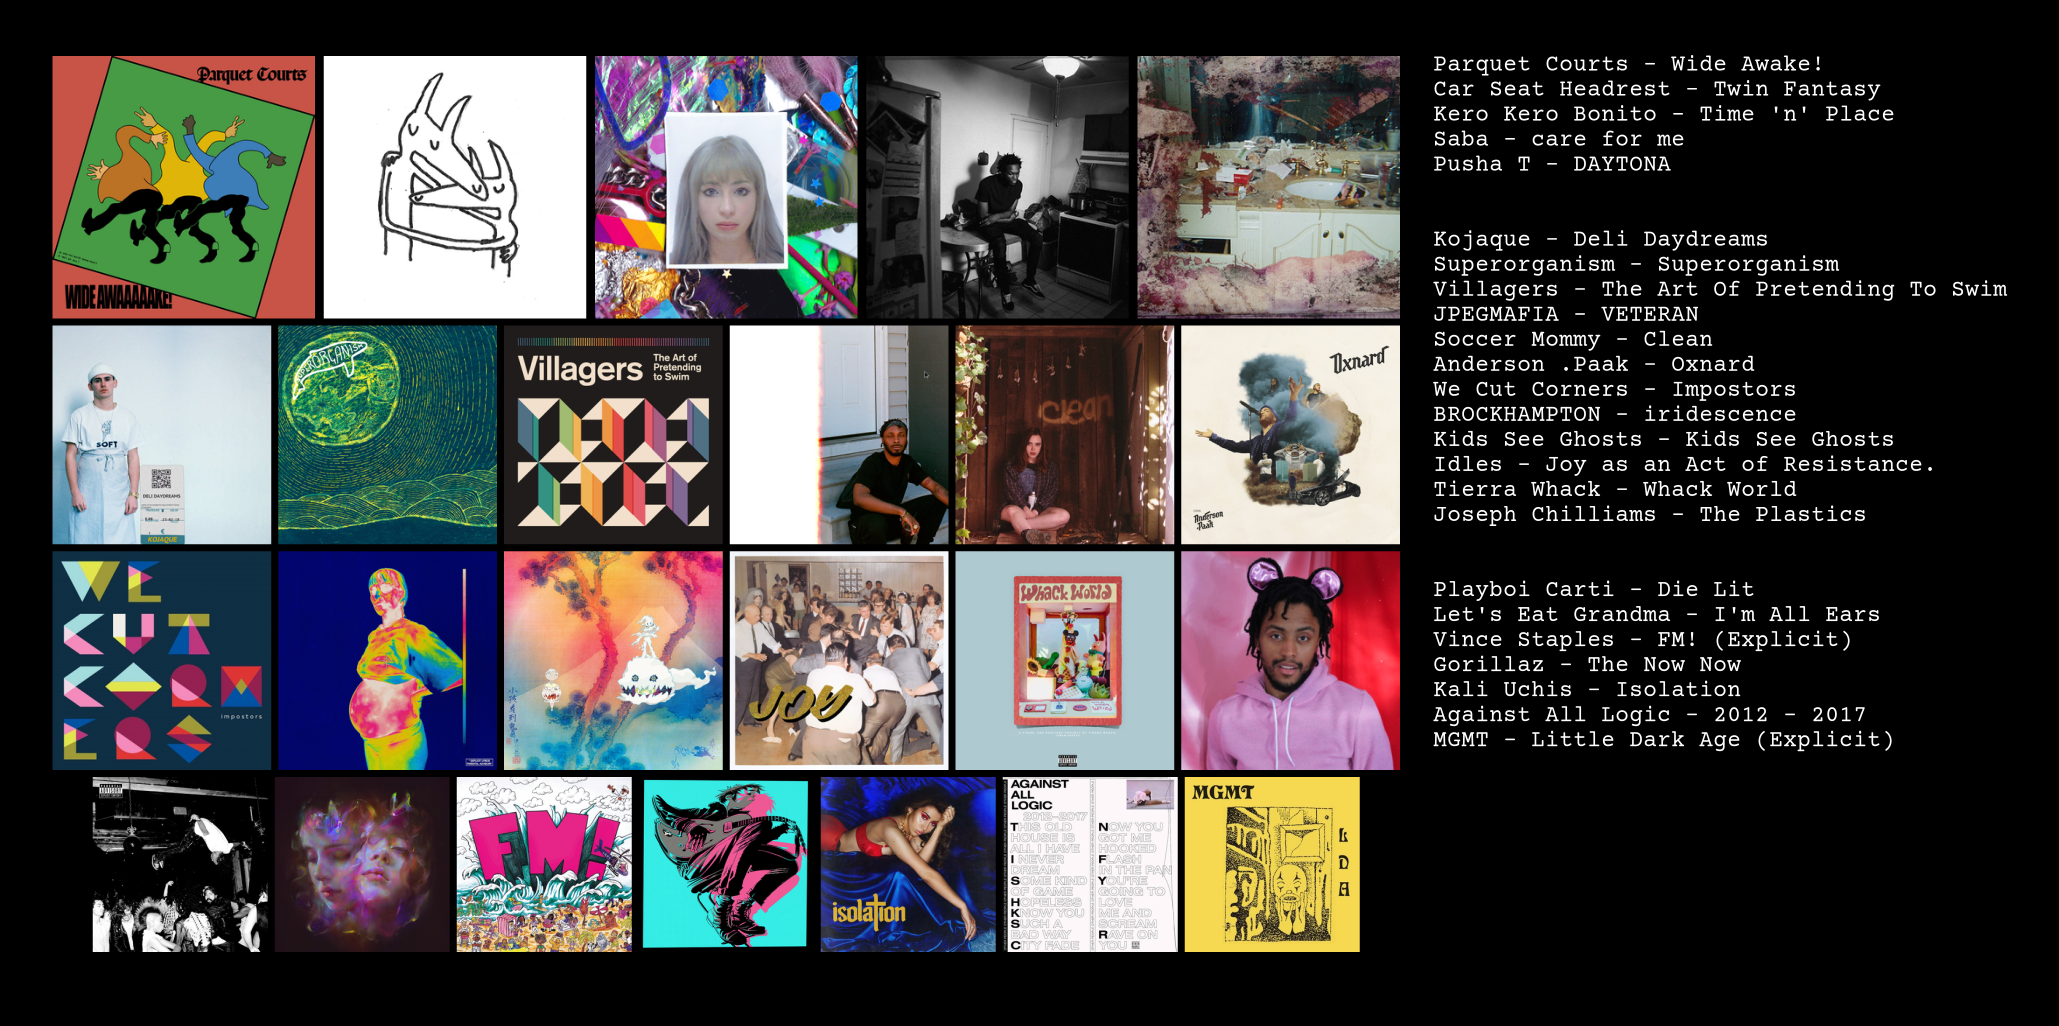 Parquet Courts
WIDE AWAAAAAKE!
SUPERORGANISM
Villagers
The Art of
Pretending
to Swim
clean
Oxnard
Anderson
.Paak
SOFT
DELI DAYDREAMS
KOJAQUE
WE
CUT
CORN
ERS
impostors
JOY
Whack World
FM!
isolation
AGAINST
ALL
LOGIC
2012–2017
THIS OLD
HOUSE IS
ALL I HAVE
I NEVER
DREAM
SOME KIND
OF GAME
HOPELESS
KNOW YOU
SUCH A
BAD WAY
CITY FADE
NOW YOU
GOT ME
HOOKED
FLASH
IN THE PAN
YOU'RE
GOING TO
LOVE
ME AND
SCREAM
RAVE ON
YOU
MGMT
L
D
A
Parquet Courts - Wide Awake!
Car Seat Headrest - Twin Fantasy
Kero Kero Bonito - Time 'n' Place
Saba - care for me
Pusha T - DAYTONA
Kojaque - Deli Daydreams
Superorganism - Superorganism
Villagers - The Art Of Pretending To Swim
JPEGMAFIA - VETERAN
Soccer Mommy - Clean
Anderson .Paak - Oxnard
We Cut Corners - Impostors
BROCKHAMPTON - iridescence
Kids See Ghosts - Kids See Ghosts
Idles - Joy as an Act of Resistance.
Tierra Whack - Whack World
Joseph Chilliams - The Plastics
Playboi Carti - Die Lit
Let's Eat Grandma - I'm All Ears
Vince Staples - FM! (Explicit)
Gorillaz - The Now Now
Kali Uchis - Isolation
Against All Logic - 2012 - 2017
MGMT - Little Dark Age (Explicit)